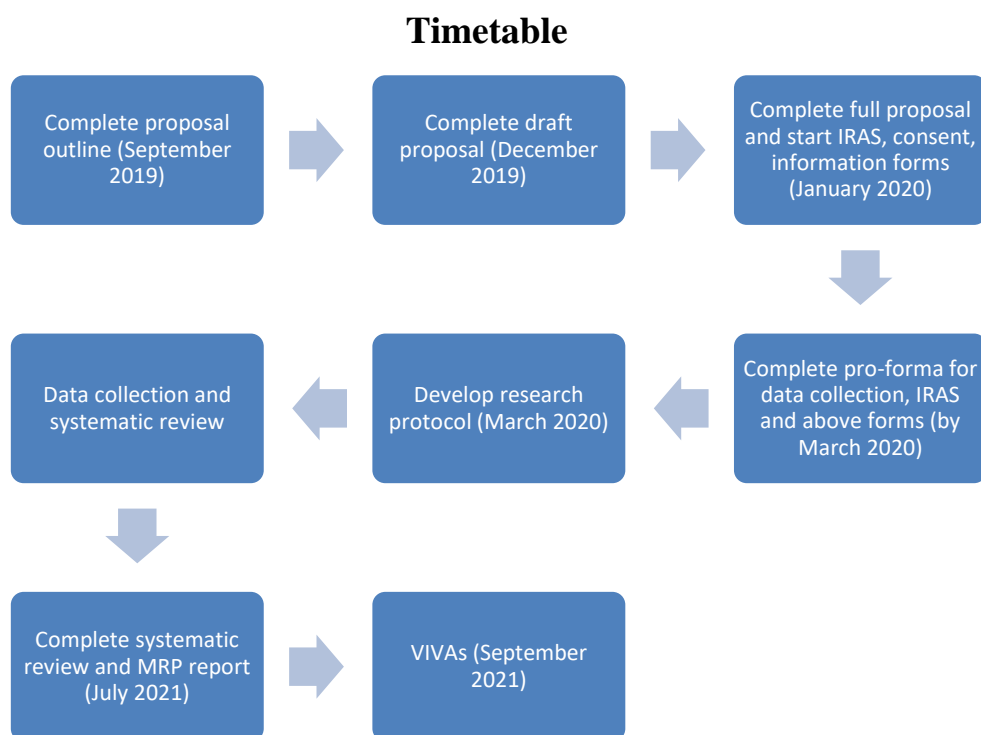 Timetable
Complete proposal
outline (September
2019)
Complete draft
proposal (December
2019)
Complete full proposal
and start IRAS, consent,
information forms
(January 2020)
Complete pro-forma for
data collection, IRAS
and above forms (by
March 2020)
Develop research
protocol (March 2020)
Data collection and
systematic review
Complete systematic
review and MRP report
(July 2021)
VIVAs (September
2021)